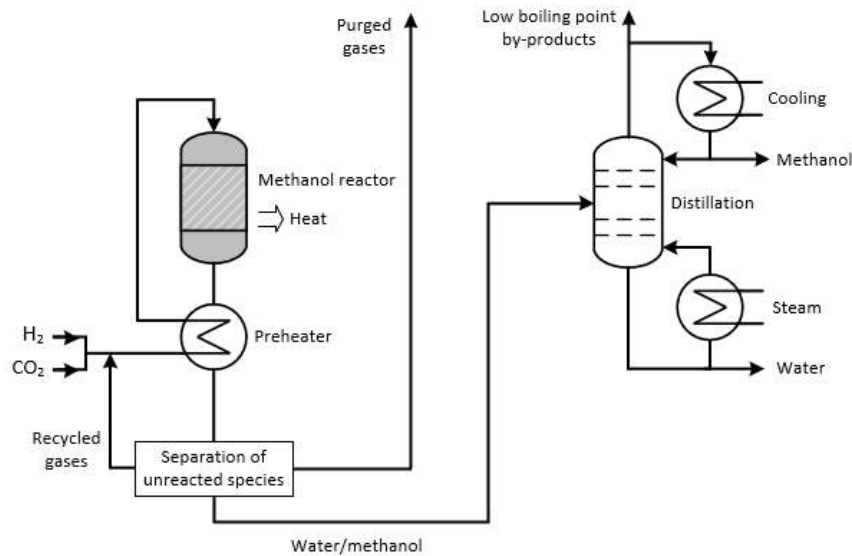 Purged
gases
Low boiling point
by-products
Cooling
Methanol
Methanol reactor
Heat
Distillation
H₂
CO₂
Preheater
Steam
Water
Recycled
gases
Separation of
unreacted species
Water/methanol